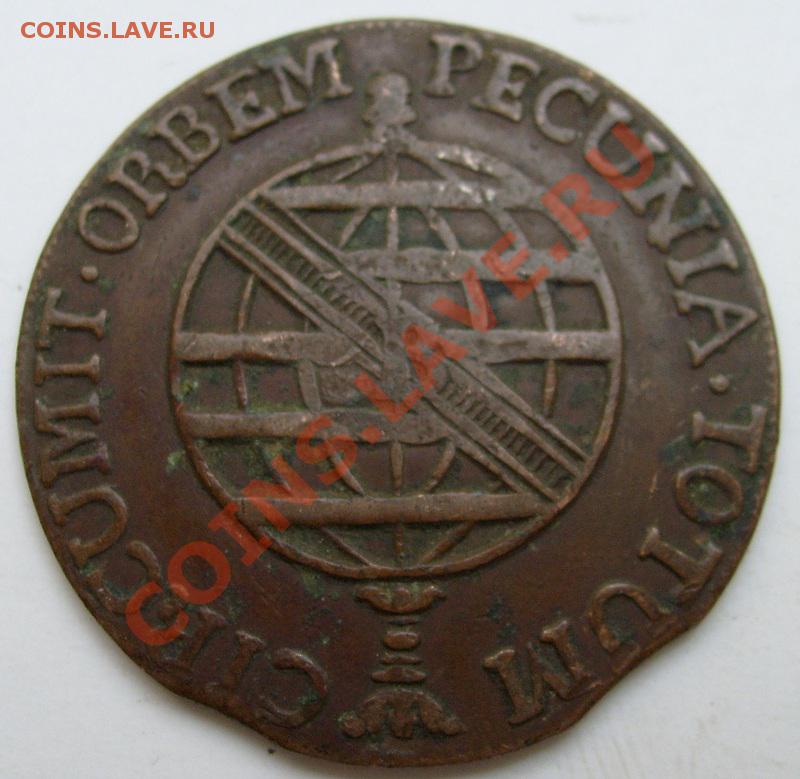 COINS.LAVE.RU
PECUNIA · TOTUM CIRCUMIT · ORBEM
COINS.LAVE.RU